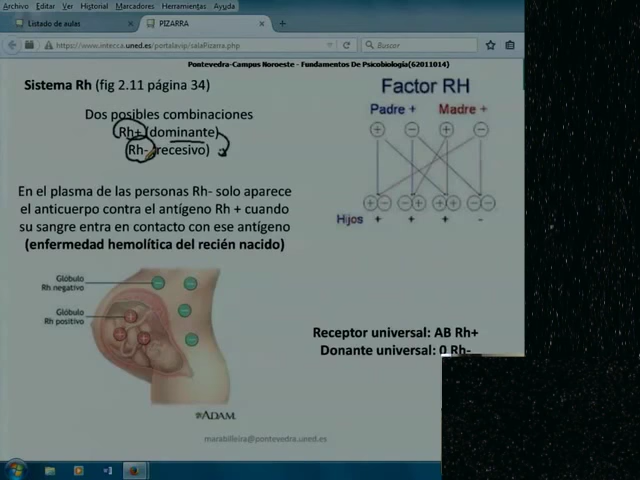 Archivo Editar Ver Historial Marcadores Herramientas Ayuda
Listado de aulas
PIZARRA
https://www.intecca.uned.es/portalavip/salaPizarra.php
Buscar
Pontevedra-Campus Noroeste - Fundamentos De Psicobiología(62011014)
Sistema Rh (fig 2.11 página 34)
Dos posibles combinaciones
Rh+ (dominante)
Rh- (recesivo)
En el plasma de las personas Rh- solo aparece
el anticuerpo contra el antígeno Rh + cuando
su sangre entra en contacto con ese antígeno
(enfermedad hemolítica del recién nacido)
Glóbulo
Rh negativo
Glóbulo
Rh positivo
ADAM.
Factor RH
Padre + Madre +
+ - + -
+ - - + + + - -
Hijos + + + -
Receptor universal: AB Rh+
Donante universal: 0 Rh-
marabilleira@pontevedra.uned.es